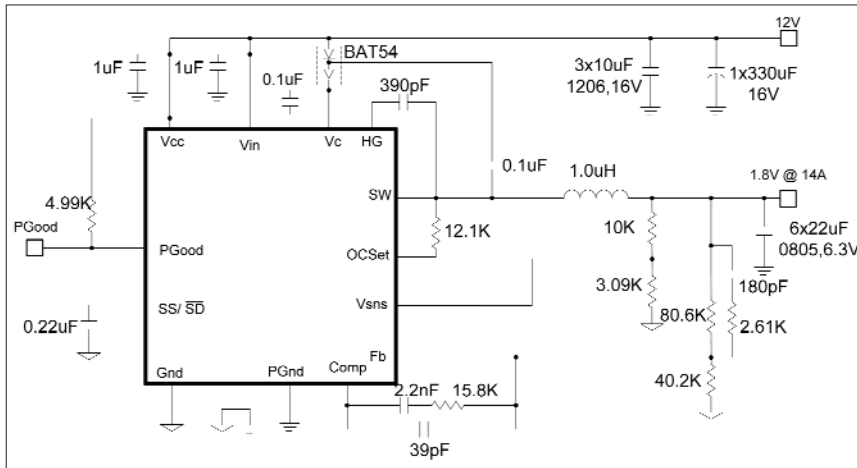 12V
BAT54
1uF
1uF
0.1uF
390pF
3x10uF
1206,16V
1x330uF
16V
Vcc
Vin
Vc
HG
4.99K
0.1uF
1.0uH
1.8V @ 14A
SW
PGood
12.1K
10K
6x22uF
0805,6.3V
PGood
OCSet
3.09K
180pF
SS/ SD
Vsns
0.22uF
80.6K
2.61K
Gnd
PGnd
Comp
Fb
2.2nF
15.8K
40.2K
39pF